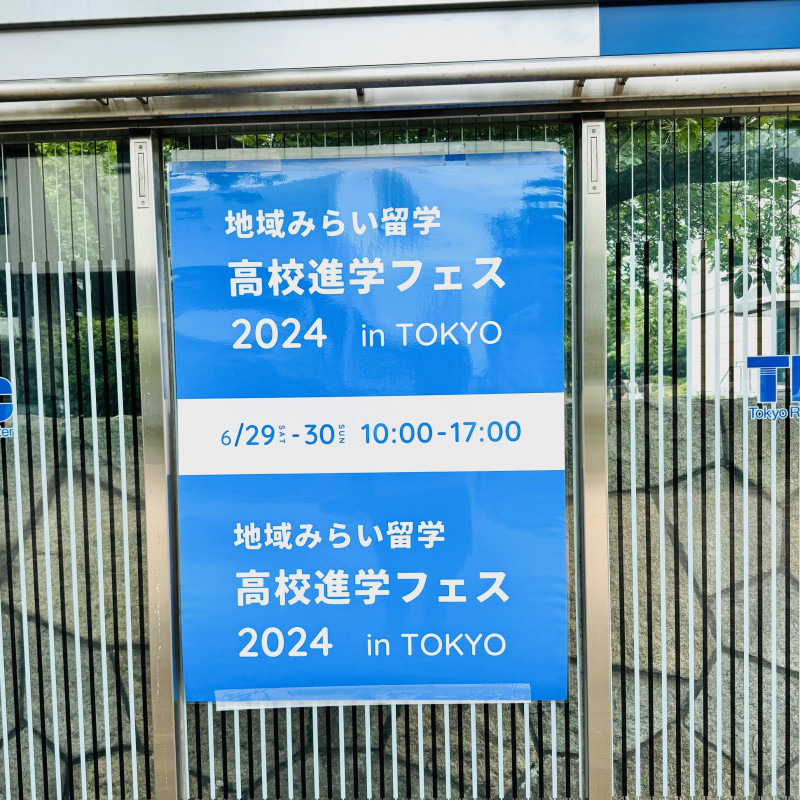 地域みらい留学
高校進学フェス
2024 in TOKYO
6/29 SAT - 30 SUN 10:00-17:00
地域みらい留学
高校進学フェス
2024 in TOKYO
Tokyo